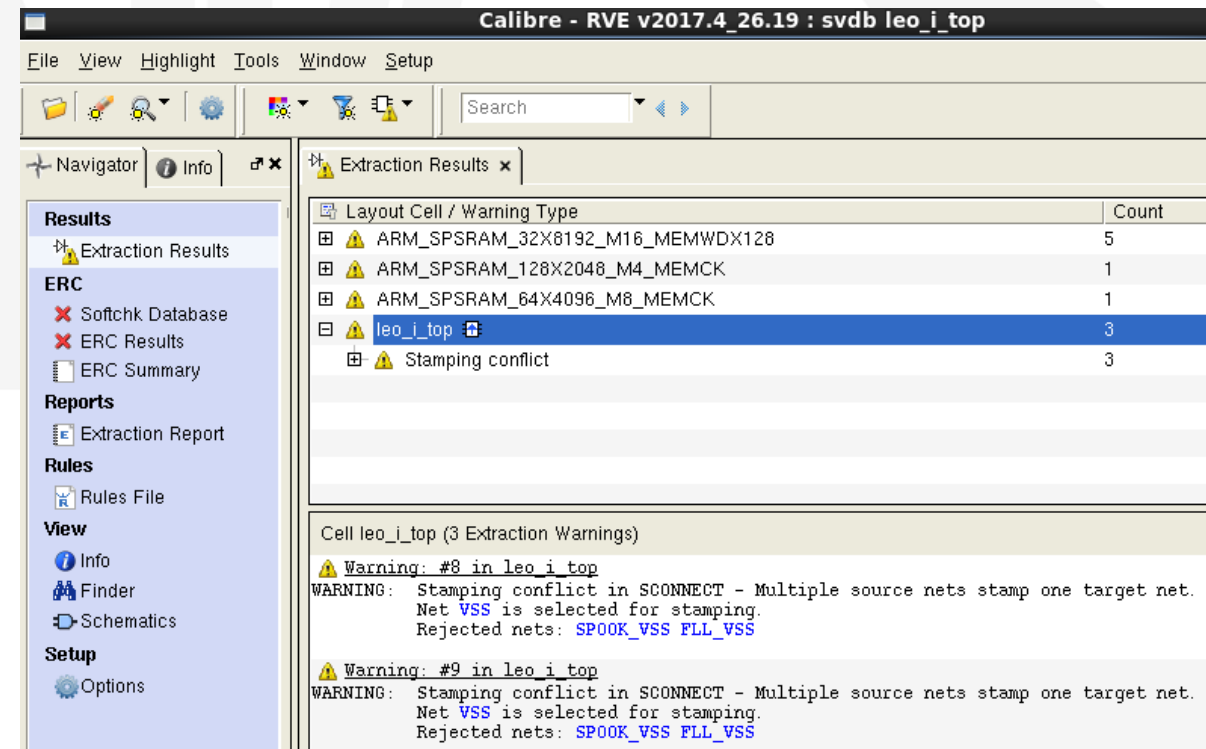 Calibre - RVE v2017.4_26.19 : svdb leo_i_top
File View Highlight Tools Window Setup
Search
Navigator Info
Extraction Results
Results
Extraction Results
ERC
Softchk Database
ERC Results
ERC Summary
Reports
Extraction Report
Rules
Rules File
View
Info
Finder
Schematics
Setup
Options
Layout Cell / Warning Type Count
ARM_SPSRAM_32X8192_M16_MEMWDX128 5
ARM_SPSRAM_128X2048_M4_MEMCK 1
ARM_SPSRAM_64X4096_M8_MEMCK 1
leo_i_top 3
Stamping conflict 3
Cell leo_i_top (3 Extraction Warnings)
Warning: #8 in leo_i_top
WARNING: Stamping conflict in SCONNECT - Multiple source nets stamp one target net.
Net VSS is selected for stamping.
Rejected nets: SPOOK_VSS FLL_VSS
Warning: #9 in leo_i_top
WARNING: Stamping conflict in SCONNECT - Multiple source nets stamp one target net.
Net VSS is selected for stamping.
Rejected nets: SPOOK_VSS FLL_VSS